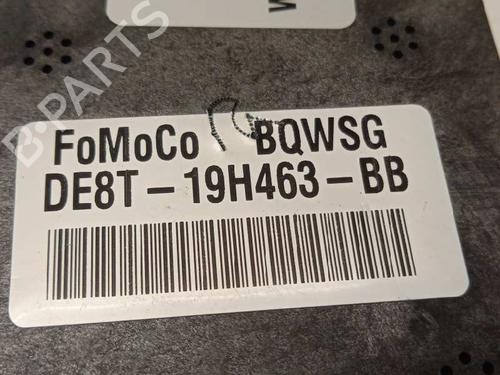 W
B-PARTS
FoMoCo BQWSG
DE8T-19H463-BB